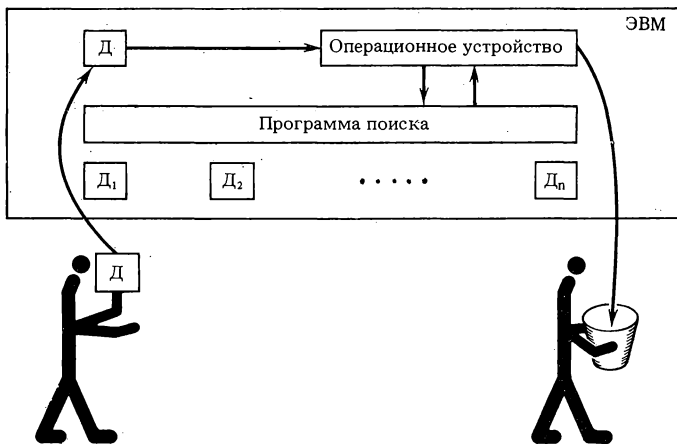 ЭВМ
Д
Операционное устройство
Программа поиска
Д₁ Д₂ . . . . . Дₙ
Д